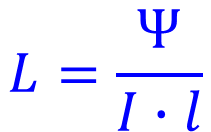 L = Ψ / (I · l)